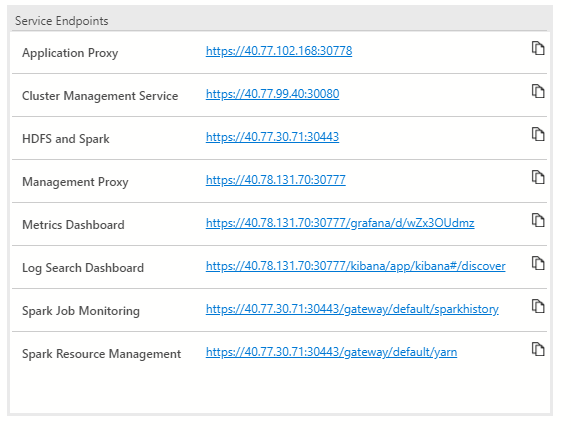 Service Endpoints
Application Proxy https://40.77.102.168:30778
Cluster Management Service https://40.77.99.40:30080
HDFS and Spark https://40.77.30.71:30443
Management Proxy https://40.78.131.70:30777
Metrics Dashboard https://40.78.131.70:30777/grafana/d/wZx3OUdmz
Log Search Dashboard https://40.78.131.70:30777/kibana/app/kibana#/discover
Spark Job Monitoring https://40.77.30.71:30443/gateway/default/sparkhistory
Spark Resource Management https://40.77.30.71:30443/gateway/default/yarn